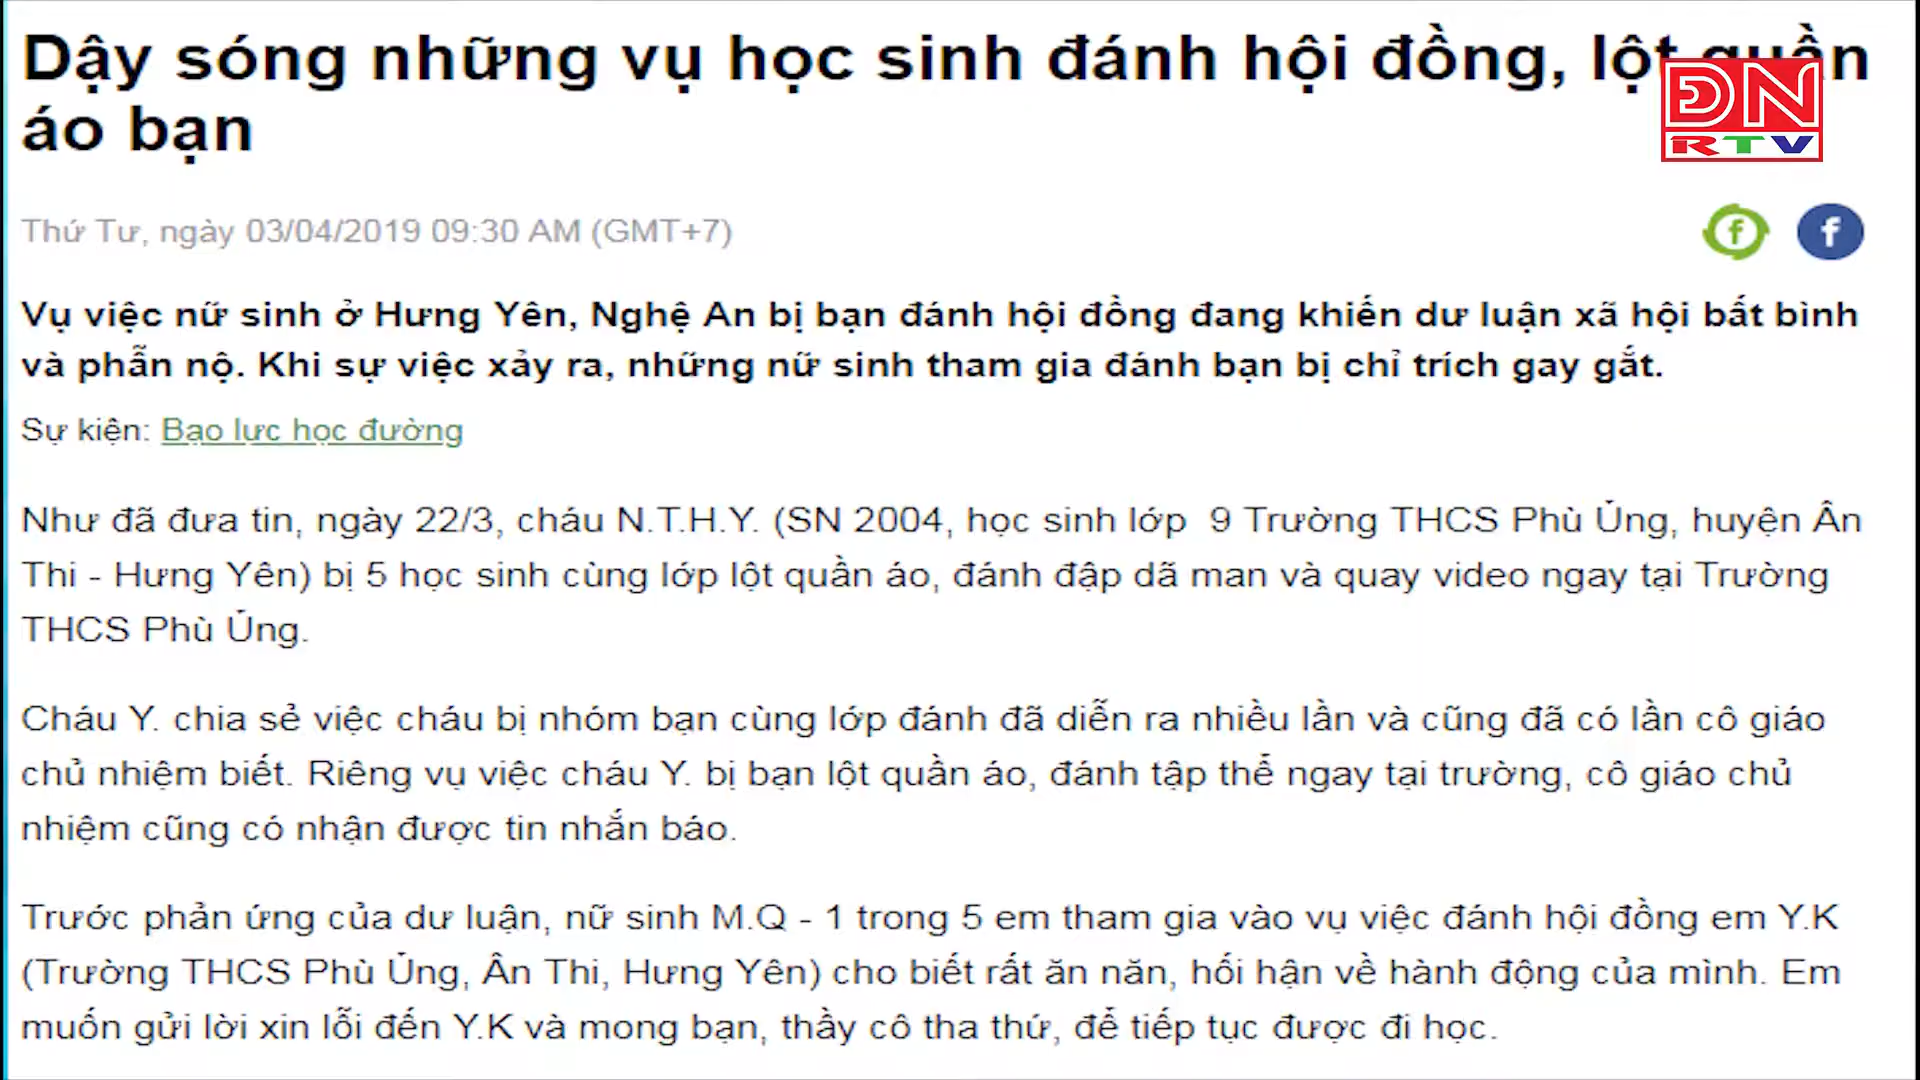 Dậy sóng những vụ học sinh đánh hội đồng, lột quần
áo bạn
ĐN
RTV
Thứ Tư, ngày 03/04/2019 09:30 AM (GMT+7)
f
f
Vụ việc nữ sinh ở Hưng Yên, Nghệ An bị bạn đánh hội đồng đang khiến dư luận xã hội bất bình
và phẫn nộ. Khi sự việc xảy ra, những nữ sinh tham gia đánh bạn bị chỉ trích gay gắt.
Sự kiện: Bạo lực học đường
Như đã đưa tin, ngày 22/3, cháu N.T.H.Y. (SN 2004, học sinh lớp 9 Trường THCS Phù Ủng, huyện Ân
Thi - Hưng Yên) bị 5 học sinh cùng lớp lột quần áo, đánh đập dã man và quay video ngay tại Trường
THCS Phù Ủng.
Cháu Y. chia sẻ việc cháu bị nhóm bạn cùng lớp đánh đã diễn ra nhiều lần và cũng đã có lần cô giáo
chủ nhiệm biết. Riêng vụ việc cháu Y. bị bạn lột quần áo, đánh tập thể ngay tại trường, cô giáo chủ
nhiệm cũng có nhận được tin nhắn báo.
Trước phản ứng của dư luận, nữ sinh M.Q - 1 trong 5 em tham gia vào vụ việc đánh hội đồng em Y.K
(Trường THCS Phù Ủng, Ân Thi, Hưng Yên) cho biết rất ăn năn, hối hận về hành động của mình. Em
muốn gửi lời xin lỗi đến Y.K và mong bạn, thầy cô tha thứ, để tiếp tục được đi học.